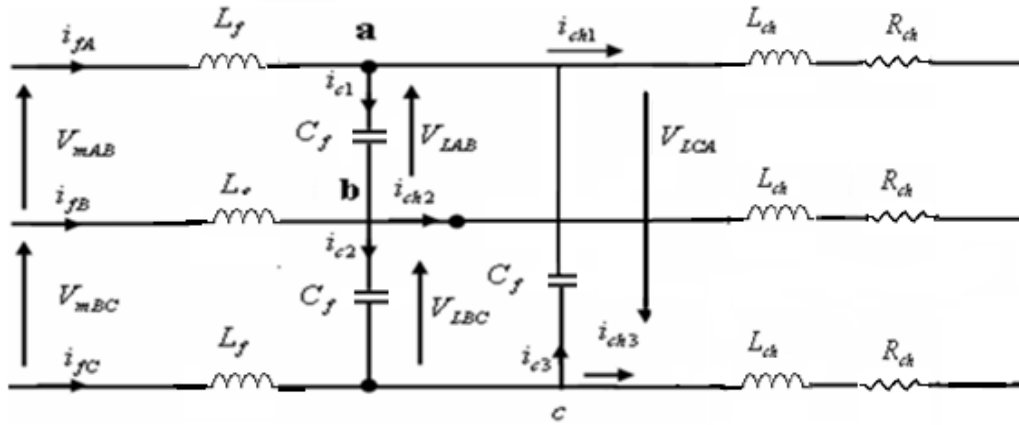 i_fA
L_f
a
i_ch1
L_ch
R_ch
i_c1
V_mAB
C_f
V_LAB
V_LCA
L_e
b
i_fB
i_ch2
L_ch
R_ch
i_c2
V_mBC
C_f
V_LBC
C_f
i_fC
L_f
i_c3
i_ch3
L_ch
R_ch
c